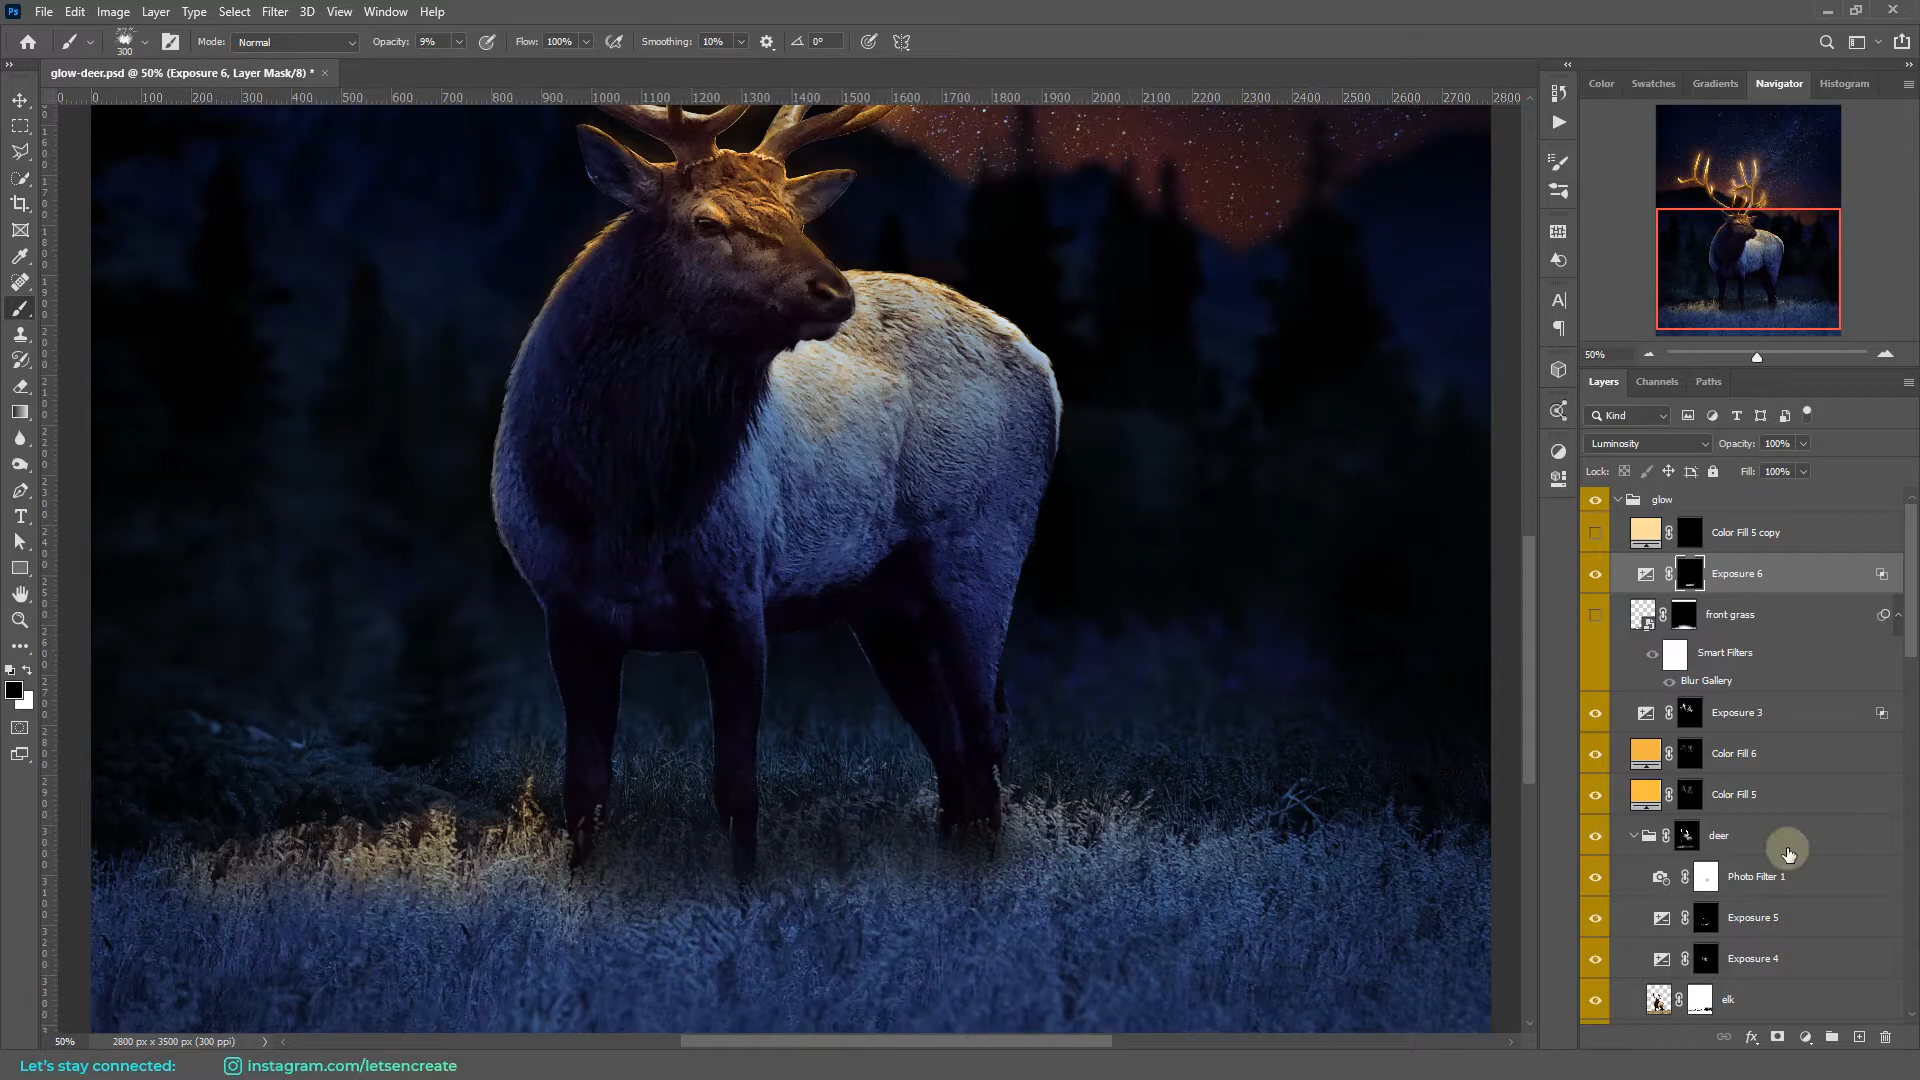 Ps File Edit Image Layer Type Select Filter 3D View Window Help
300 Mode: Normal Opacity: 9% Flow: 100% Smoothing: 10% 0°
glow-deer.psd @ 50% (Exposure 6, Layer Mask/8) *
0 0 100 200 300 400 500 600 700 800 900 1000 1100 1200 1300 1400 1500 1600 1700 1800 1900 2000 2100 2200 2300 2400 2500 2600 2700 2800
Color Swatches Gradients Navigator Histogram
50%
Layers Channels Paths
Kind
Luminosity Opacity: 100%
Lock: Fill: 100%
glow
Color Fill 5 copy
Exposure 6
front grass
Smart Filters
Blur Gallery
Exposure 3
Color Fill 6
Color Fill 5
deer
Photo Filter 1
Exposure 5
Exposure 4
elk
50% 2800 px x 3500 px (300 ppi)
Let's stay connected: instagram.com/letsencreate